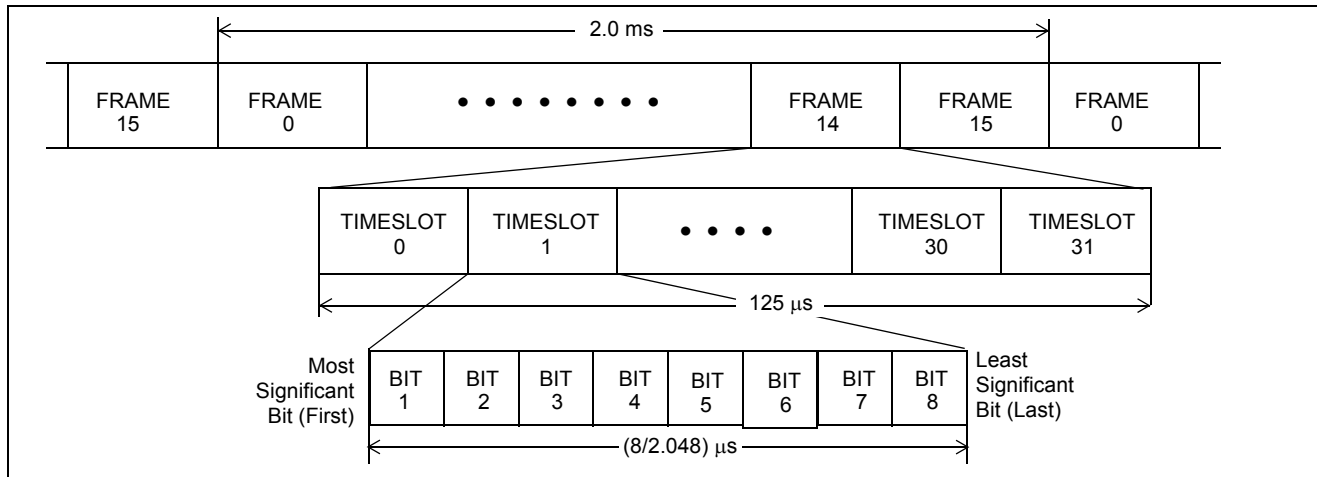 2.0 ms
FRAME 15
FRAME 0
• • • • • • • •
FRAME 14
FRAME 15
FRAME 0
TIMESLOT 0
TIMESLOT 1
• • • •
TIMESLOT 30
TIMESLOT 31
125 μs
Most
Significant
Bit (First)
BIT 1
BIT 2
BIT 3
BIT 4
BIT 5
BIT 6
BIT 7
BIT 8
Least
Significant
Bit (Last)
(8/2.048) μs